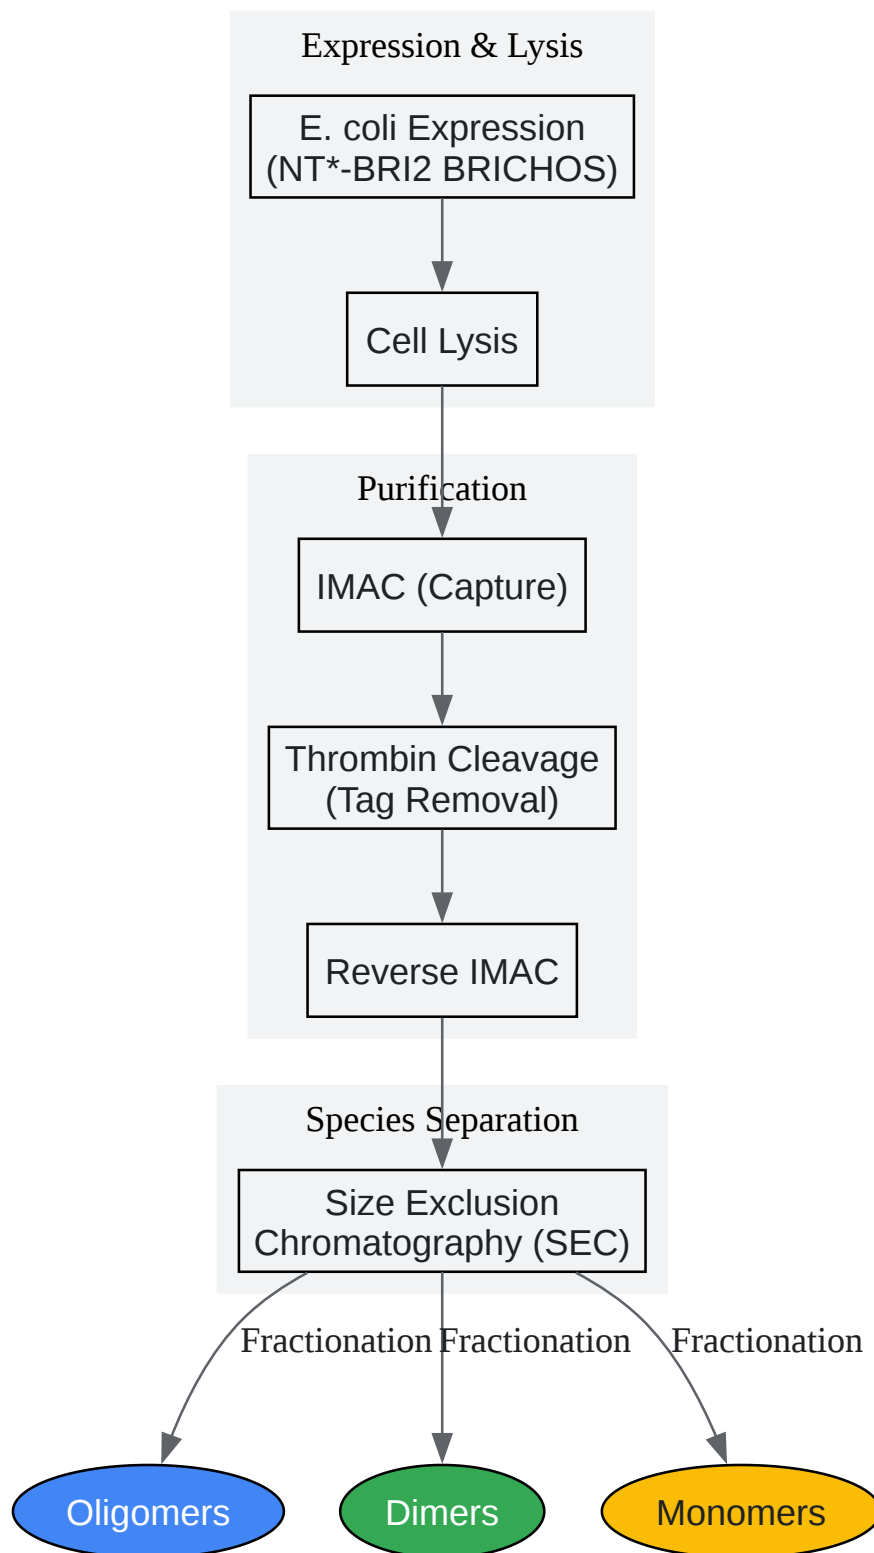 Expression & Lysis
E. coli Expression
(NT*-BRI2 BRICHOS)
Cell Lysis
Purification
IMAC (Capture)
Thrombin Cleavage
(Tag Removal)
Reverse IMAC
Species Separation
Size Exclusion
Chromatography (SEC)
Fractionation
Fractionation
Fractionation
Oligomers
Dimers
Monomers